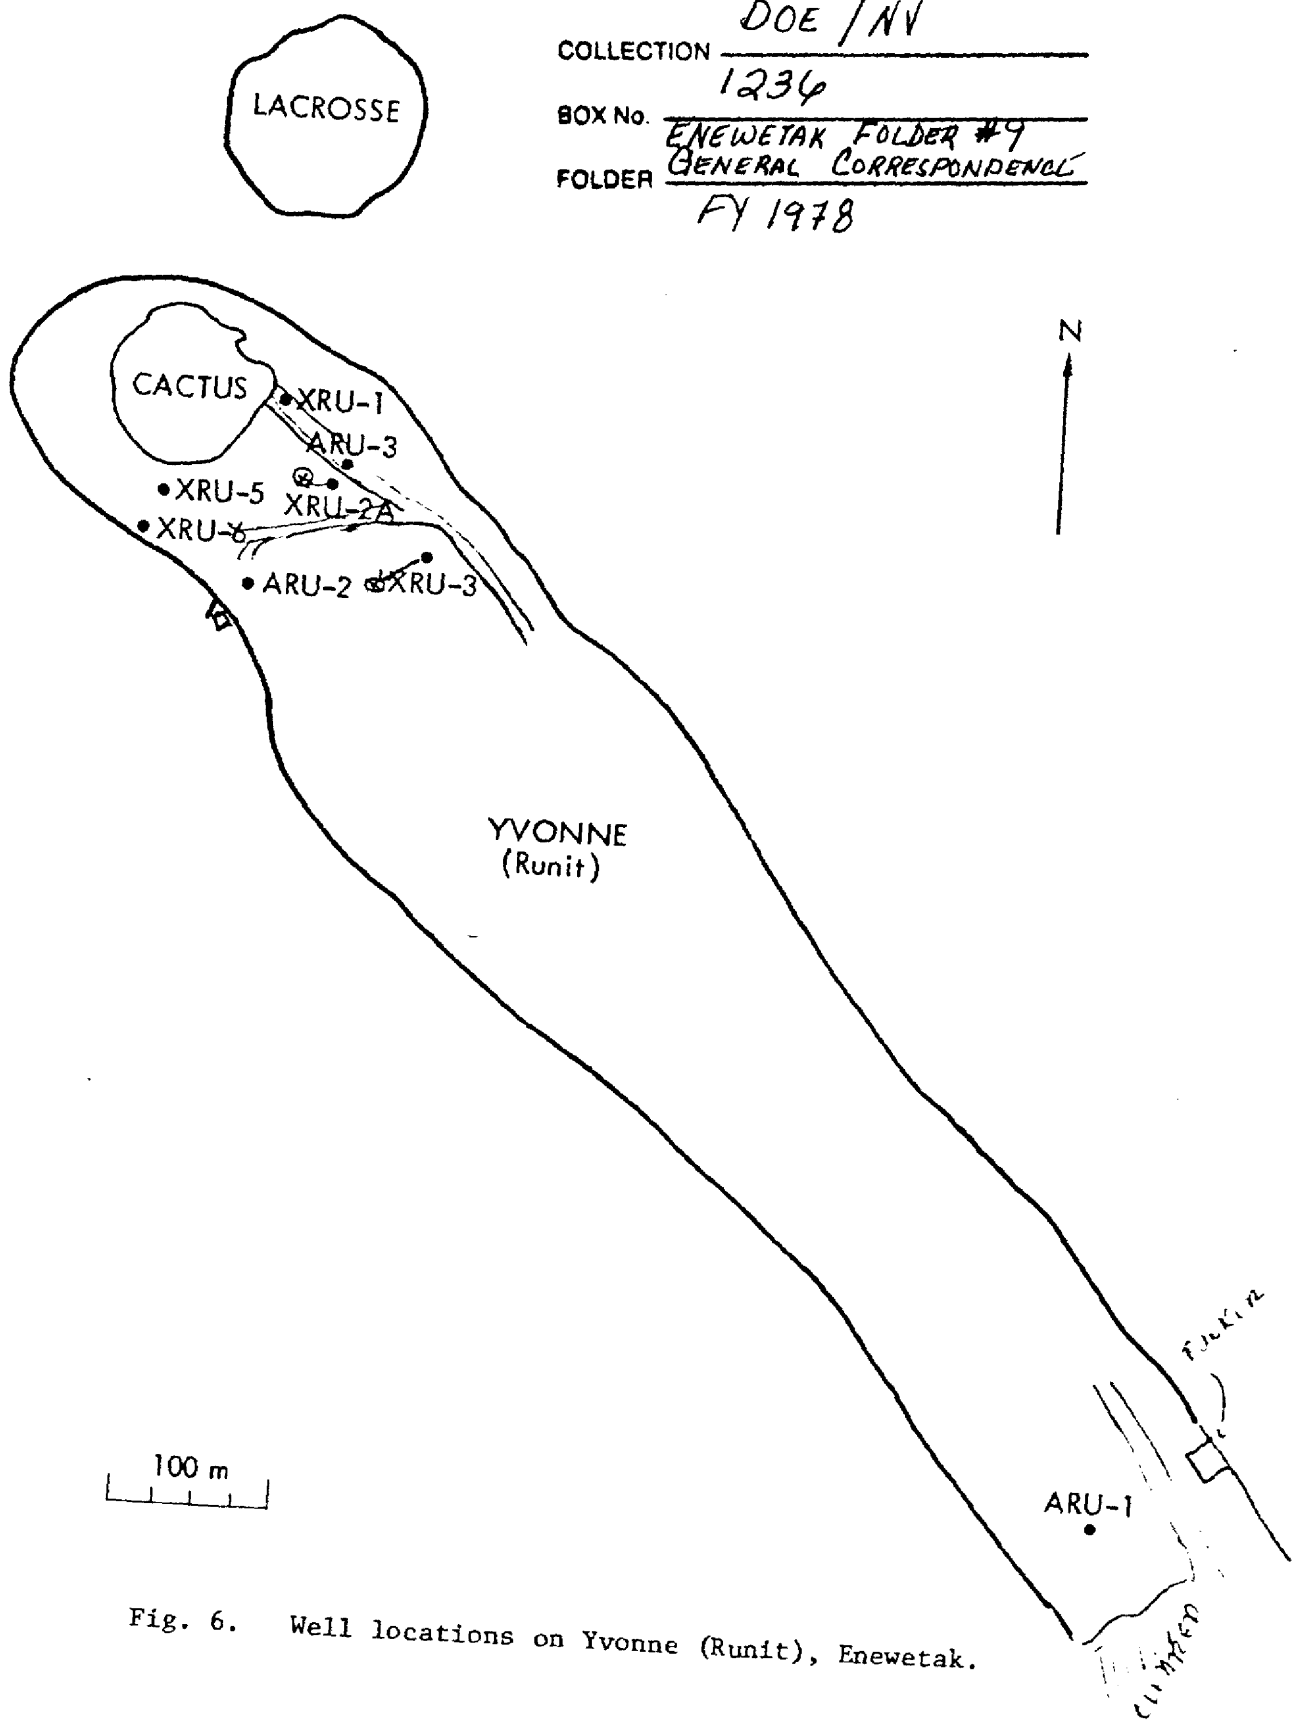 DOE / NV
COLLECTION
1236
BOX No.
ENEWETAK FOLDER #9
GENERAL CORRESPONDENCE
FOLDER
FY 1978
LACROSSE
N
CACTUS
XRU-1
ARU-3
XRU-5
XRU-2A
XRU-6
ARU-2
XRU-3
YVONNE
(Runit)
100 m
ARU-1
Fig. 6. Well locations on Yvonne (Runit), Enewetak.